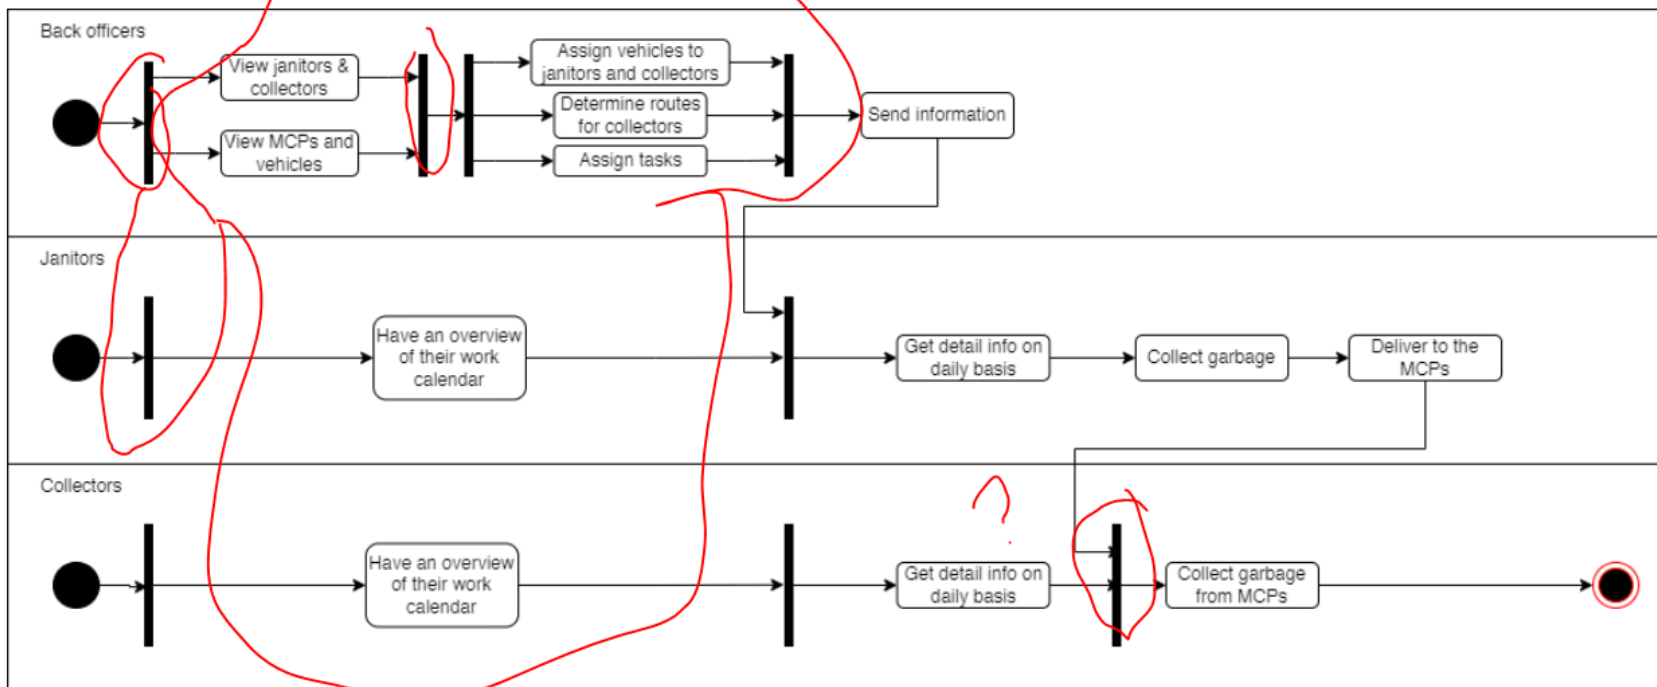 Back officers
View janitors &
collectors
View MCPs and
vehicles
Assign vehicles to
janitors and collectors
Determine routes
for collectors
Assign tasks
Send information
Janitors
Have an overview
of their work
calendar
Get detail info on
daily basis
Collect garbage
Deliver to the
MCPs
Collectors
Have an overview
of their work
calendar
?
Get detail info on
daily basis
Collect garbage
from MCPs